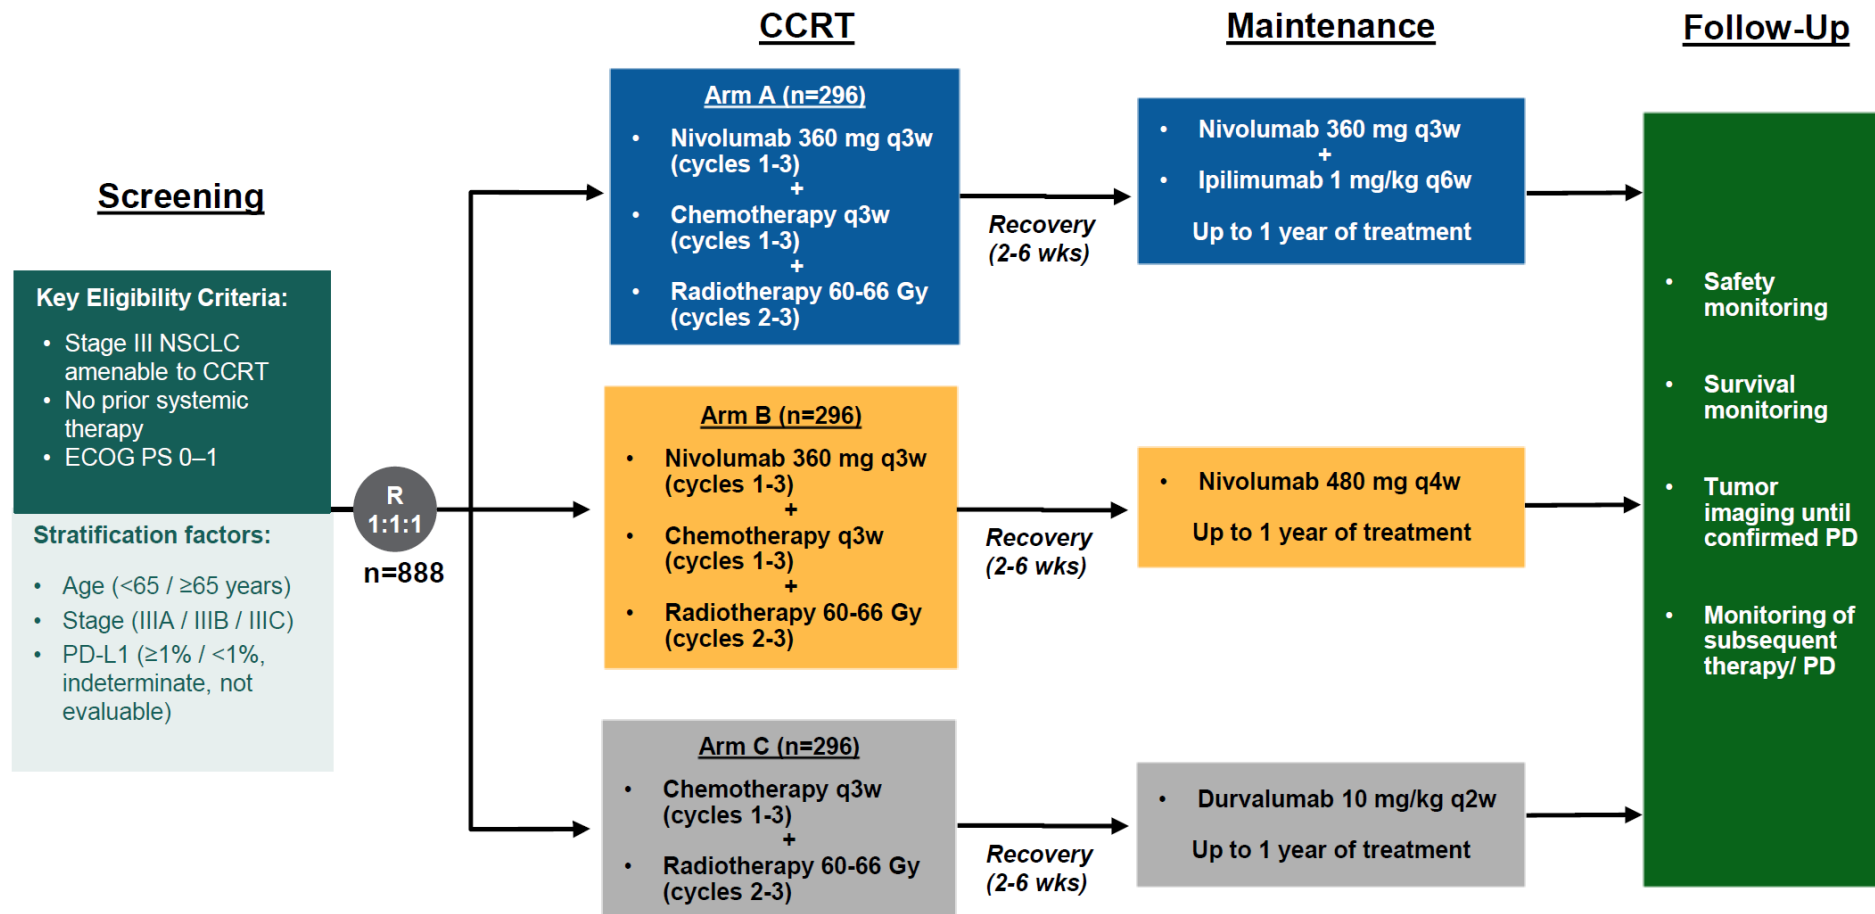 Screening
Key Eligibility Criteria:
• Stage III NSCLC
amenable to CCRT
• No prior systemic
therapy
• ECOG PS 0–1
Stratification factors:
• Age (<65 / ≥65 years)
• Stage (IIIA / IIIB / IIIC)
• PD-L1 (≥1% / <1%,
indeterminate, not
evaluable)
R
1:1:1
n=888
CCRT
Arm A (n=296)
• Nivolumab 360 mg q3w
(cycles 1-3)
+
• Chemotherapy q3w
(cycles 1-3)
+
• Radiotherapy 60-66 Gy
(cycles 2-3)
Arm B (n=296)
• Nivolumab 360 mg q3w
(cycles 1-3)
+
• Chemotherapy q3w
(cycles 1-3)
+
• Radiotherapy 60-66 Gy
(cycles 2-3)
Arm C (n=296)
• Chemotherapy q3w
(cycles 1-3)
+
• Radiotherapy 60-66 Gy
(cycles 2-3)
Recovery
(2-6 wks)
Recovery
(2-6 wks)
Recovery
(2-6 wks)
Maintenance
• Nivolumab 360 mg q3w
+
• Ipilimumab 1 mg/kg q6w
Up to 1 year of treatment
• Nivolumab 480 mg q4w
Up to 1 year of treatment
• Durvalumab 10 mg/kg q2w
Up to 1 year of treatment
Follow-Up
• Safety
monitoring
• Survival
monitoring
• Tumor
imaging until
confirmed PD
• Monitoring of
subsequent
therapy/ PD